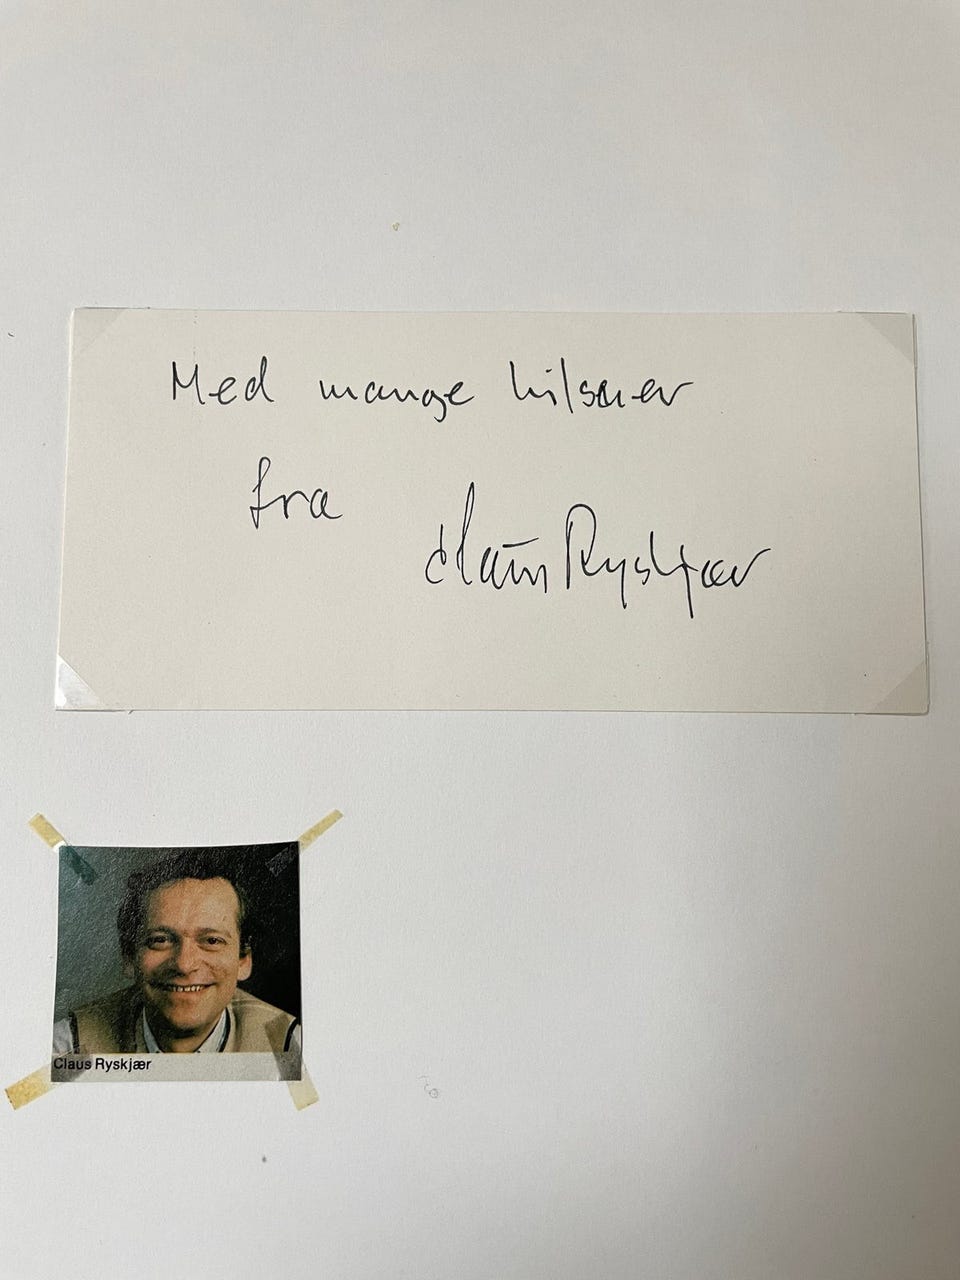 Med mange hilsner
fra
Claus Ryskjær
Claus Ryskjær